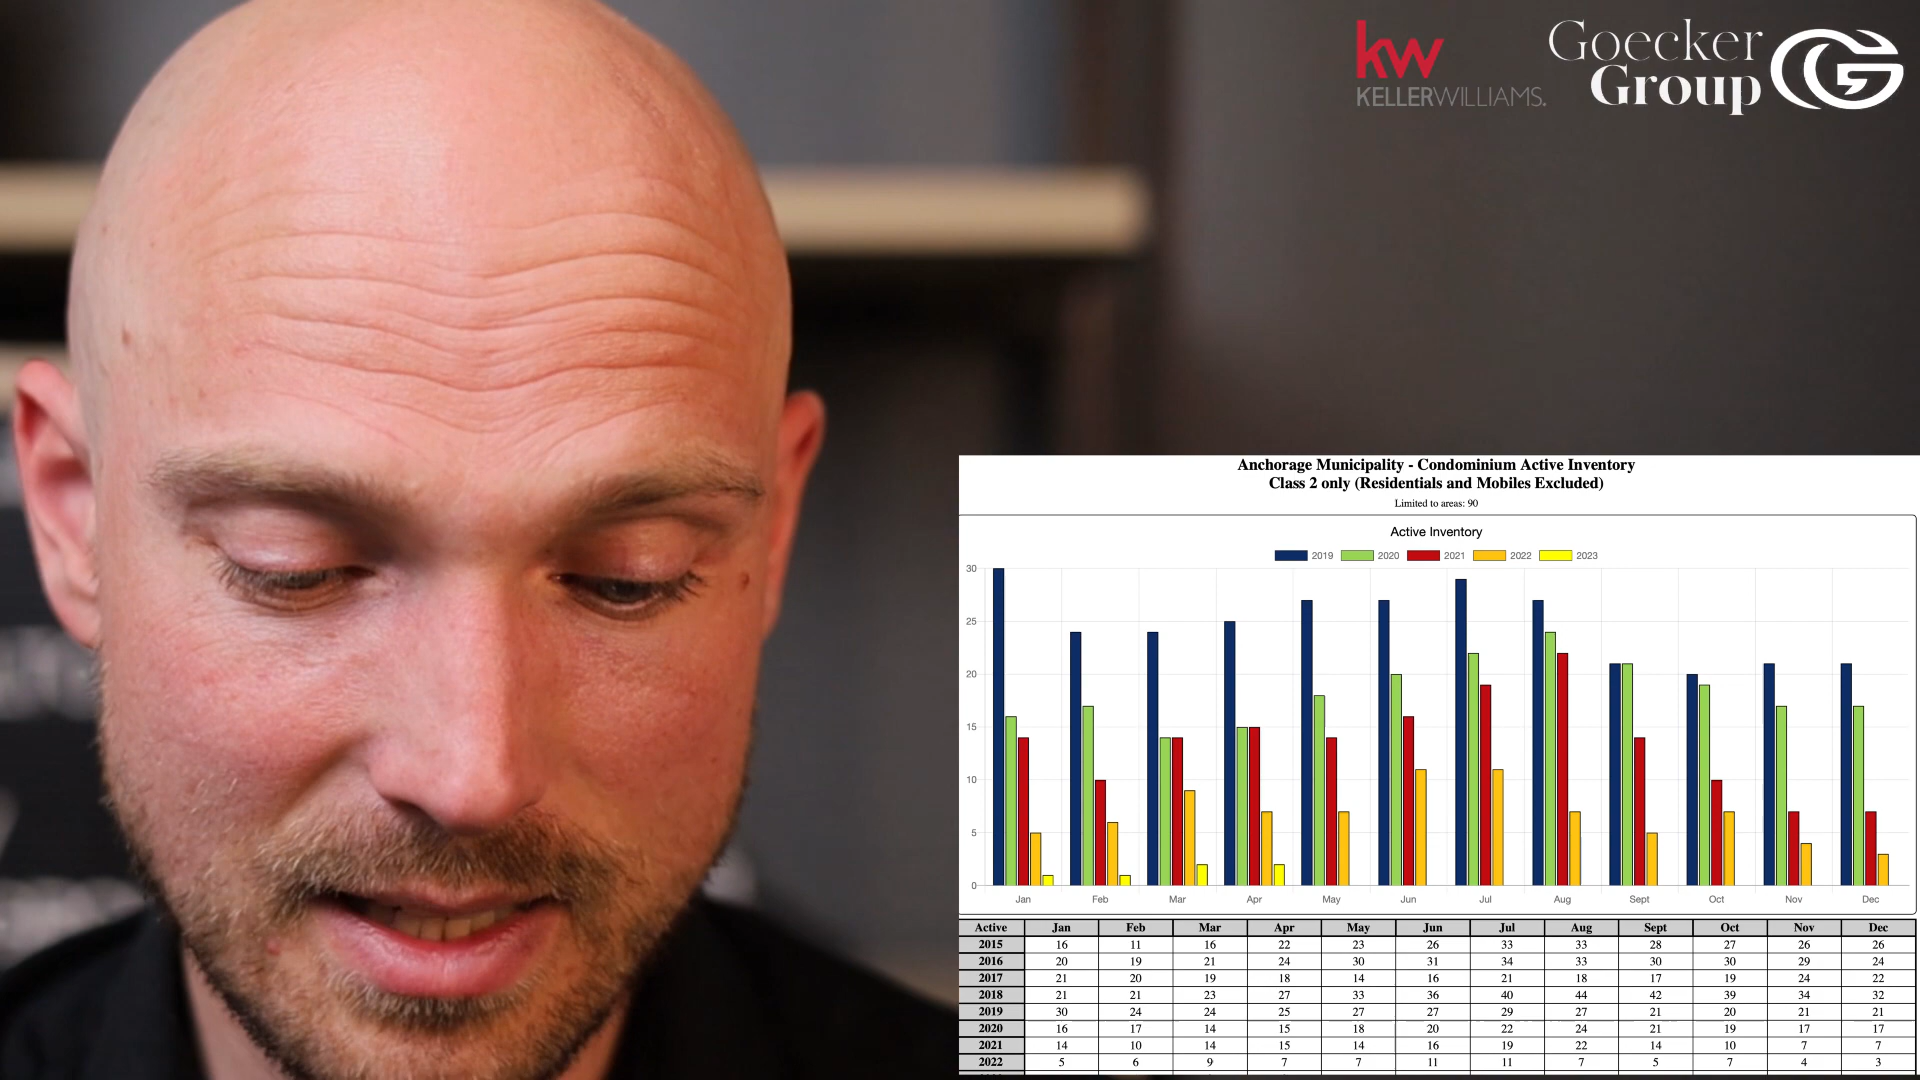 kw
KELLERWILLIAMS.
Goecker
Group
Anchorage Municipality - Condominium Active Inventory
Class 2 only (Residentials and Mobiles Excluded)
Limited to areas: 90
Active Inventory
2019 2020 2021 2022 2023
30
25
20
15
10
5
0
Jan Feb Mar Apr May Jun Jul Aug Sept Oct Nov Dec
Active Jan Feb Mar Apr May Jun Jul Aug Sept Oct Nov Dec
2015 16 11 16 22 23 26 33 33 28 27 26 26
2016 20 19 21 24 30 31 34 33 30 30 29 24
2017 21 20 19 18 14 16 21 18 17 19 24 22
2018 21 21 23 27 33 36 40 44 42 39 34 32
2019 30 24 24 25 27 27 29 27 21 20 21 21
2020 16 17 14 15 18 20 22 24 21 19 17 17
2021 14 10 14 15 14 16 19 22 14 10 7 7
2022 5 6 9 7 7 11 11 7 5 7 4 3